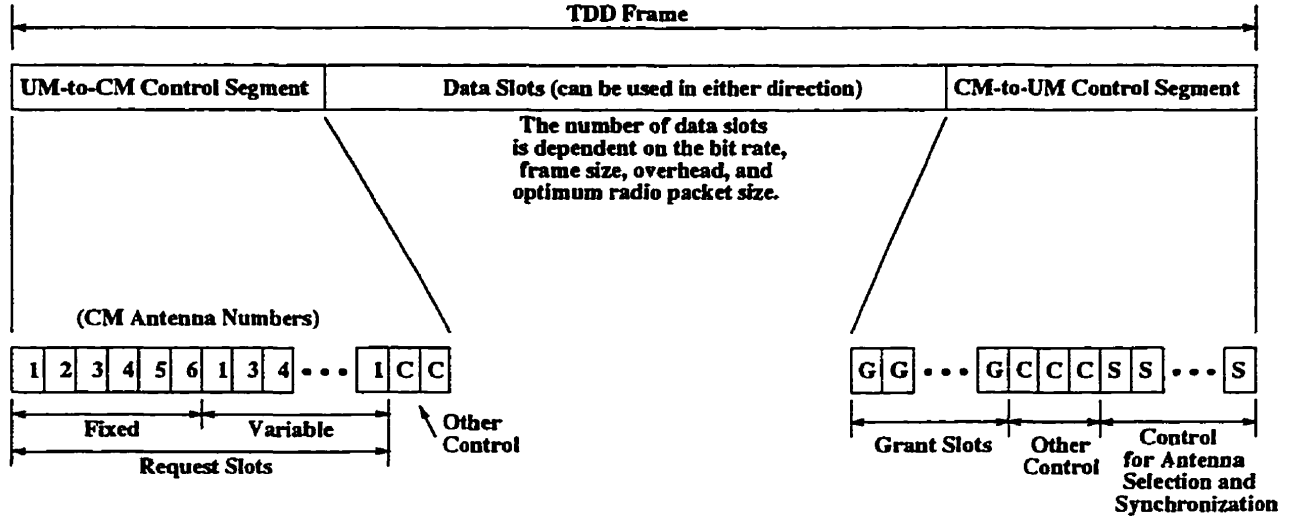 TDD Frame
UM-to-CM Control Segment
Data Slots (can be used in either direction)
CM-to-UM Control Segment
The number of data slots
is dependent on the bit rate,
frame size, overhead, and
optimum radio packet size.
(CM Antenna Numbers)
1 2 3 4 5 6 1 3 4 • • • 1 C C
G G • • • G C C C S S • • • S
Fixed
Variable
Request Slots
Other
Control
Grant Slots
Other
Control
Control
for Antenna
Selection and
Synchronization